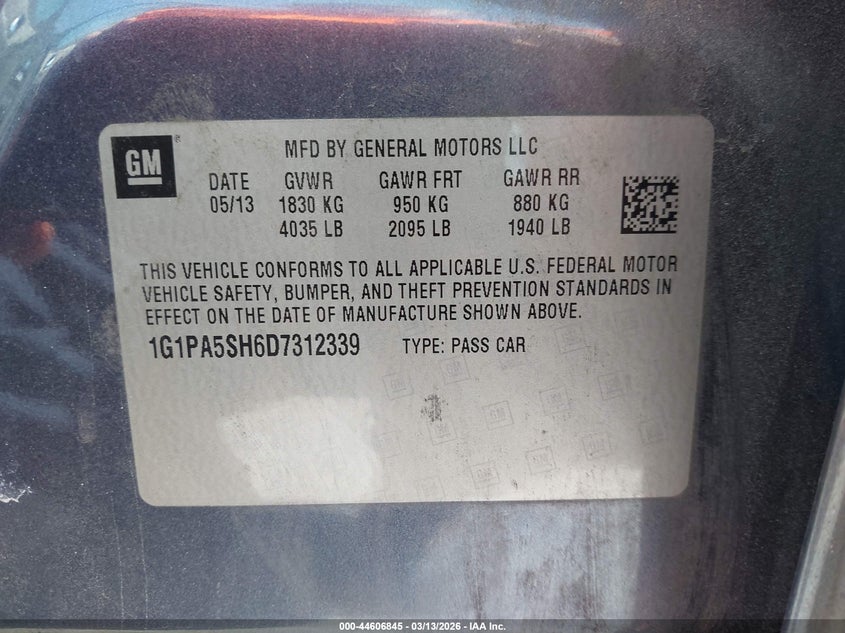 GM
MFD BY GENERAL MOTORS LLC
DATE GVWR GAWR FRT GAWR RR
05/13 1830 KG 950 KG 880 KG
4035 LB 2095 LB 1940 LB
THIS VEHICLE CONFORMS TO ALL APPLICABLE U.S. FEDERAL MOTOR
VEHICLE SAFETY, BUMPER, AND THEFT PREVENTION STANDARDS IN
EFFECT ON THE DATE OF MANUFACTURE SHOWN ABOVE.
1G1PA5SH6D7312339 TYPE: PASS CAR
000-44606845 - 03/13/2026 - IAA Inc.